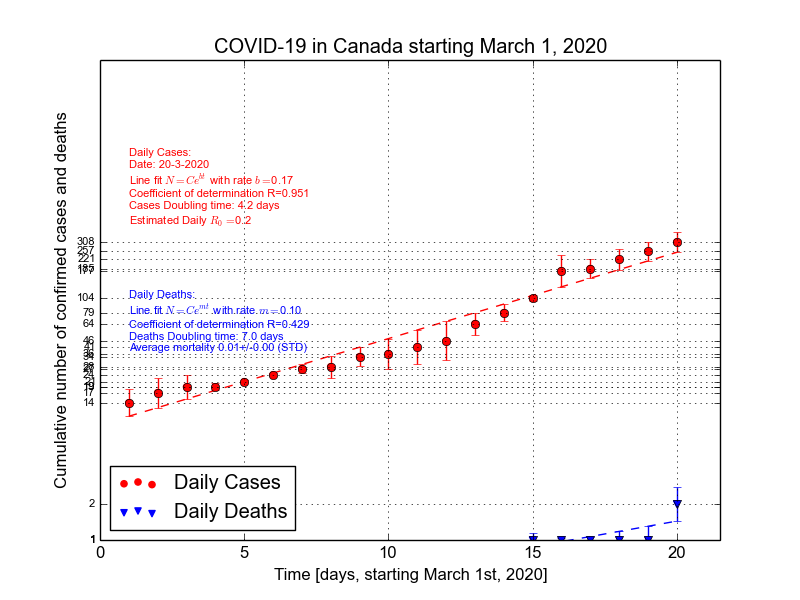 COVID-19 in Canada starting March 1, 2020
Cumulative number of confirmed cases and deaths
Daily Cases:
Date: 20-3-2020
Line fit N=Ce^{bt} with rate b=0.17
Coefficient of determination R=0.951
Cases Doubling time: 4.2 days
Estimated Daily R_0=0.2
308
257
221
185
177
Daily Deaths:
Line fit N=Ce^{mt} with rate m=0.10
Coefficient of determination R=0.429
Deaths Doubling time: 7.0 days
Average mortality 0.01+/-0.00 (STD)
104
79
64
46
41
17
14
2
1
Daily Cases
Daily Deaths
0 5 10 15 20
Time [days, starting March 1st, 2020]